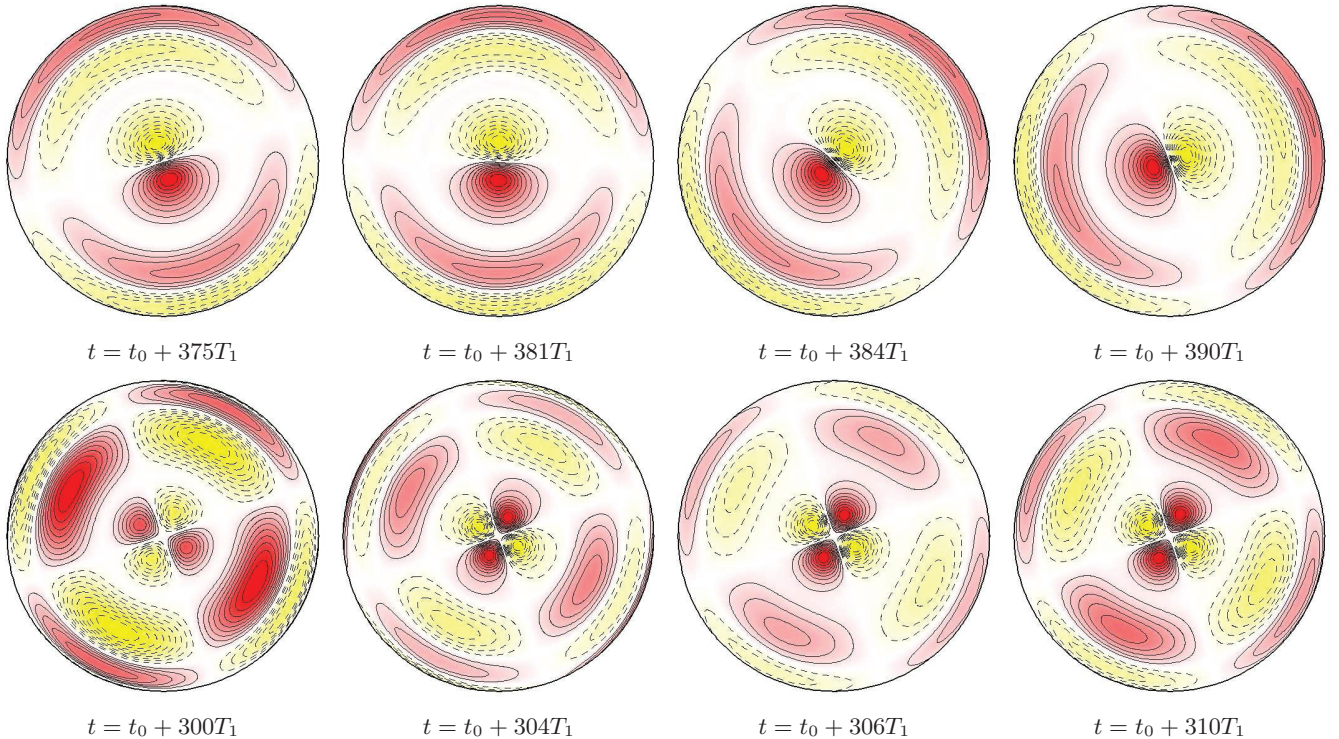 t = t₀ + 375T₁
t = t₀ + 381T₁
t = t₀ + 384T₁
t = t₀ + 390T₁
t = t₀ + 300T₁
t = t₀ + 304T₁
t = t₀ + 306T₁
t = t₀ + 310T₁